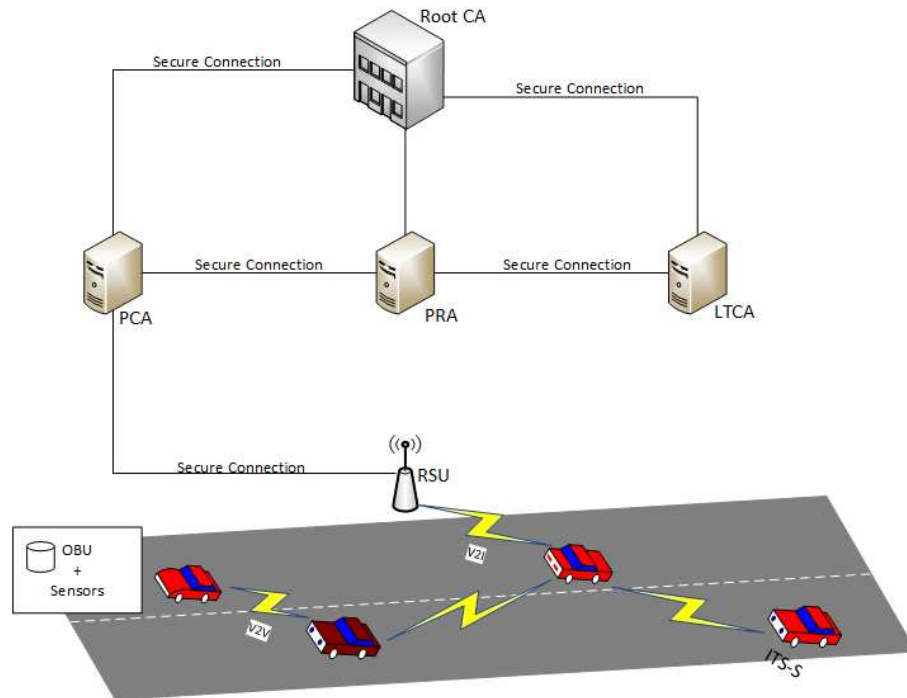 Root CA
Secure Connection
Secure Connection
Secure Connection
Secure Connection
PCA
PRA
LTCA
Secure Connection
RSU
V2I
OBU
+
Sensors
V2V
ITS-S